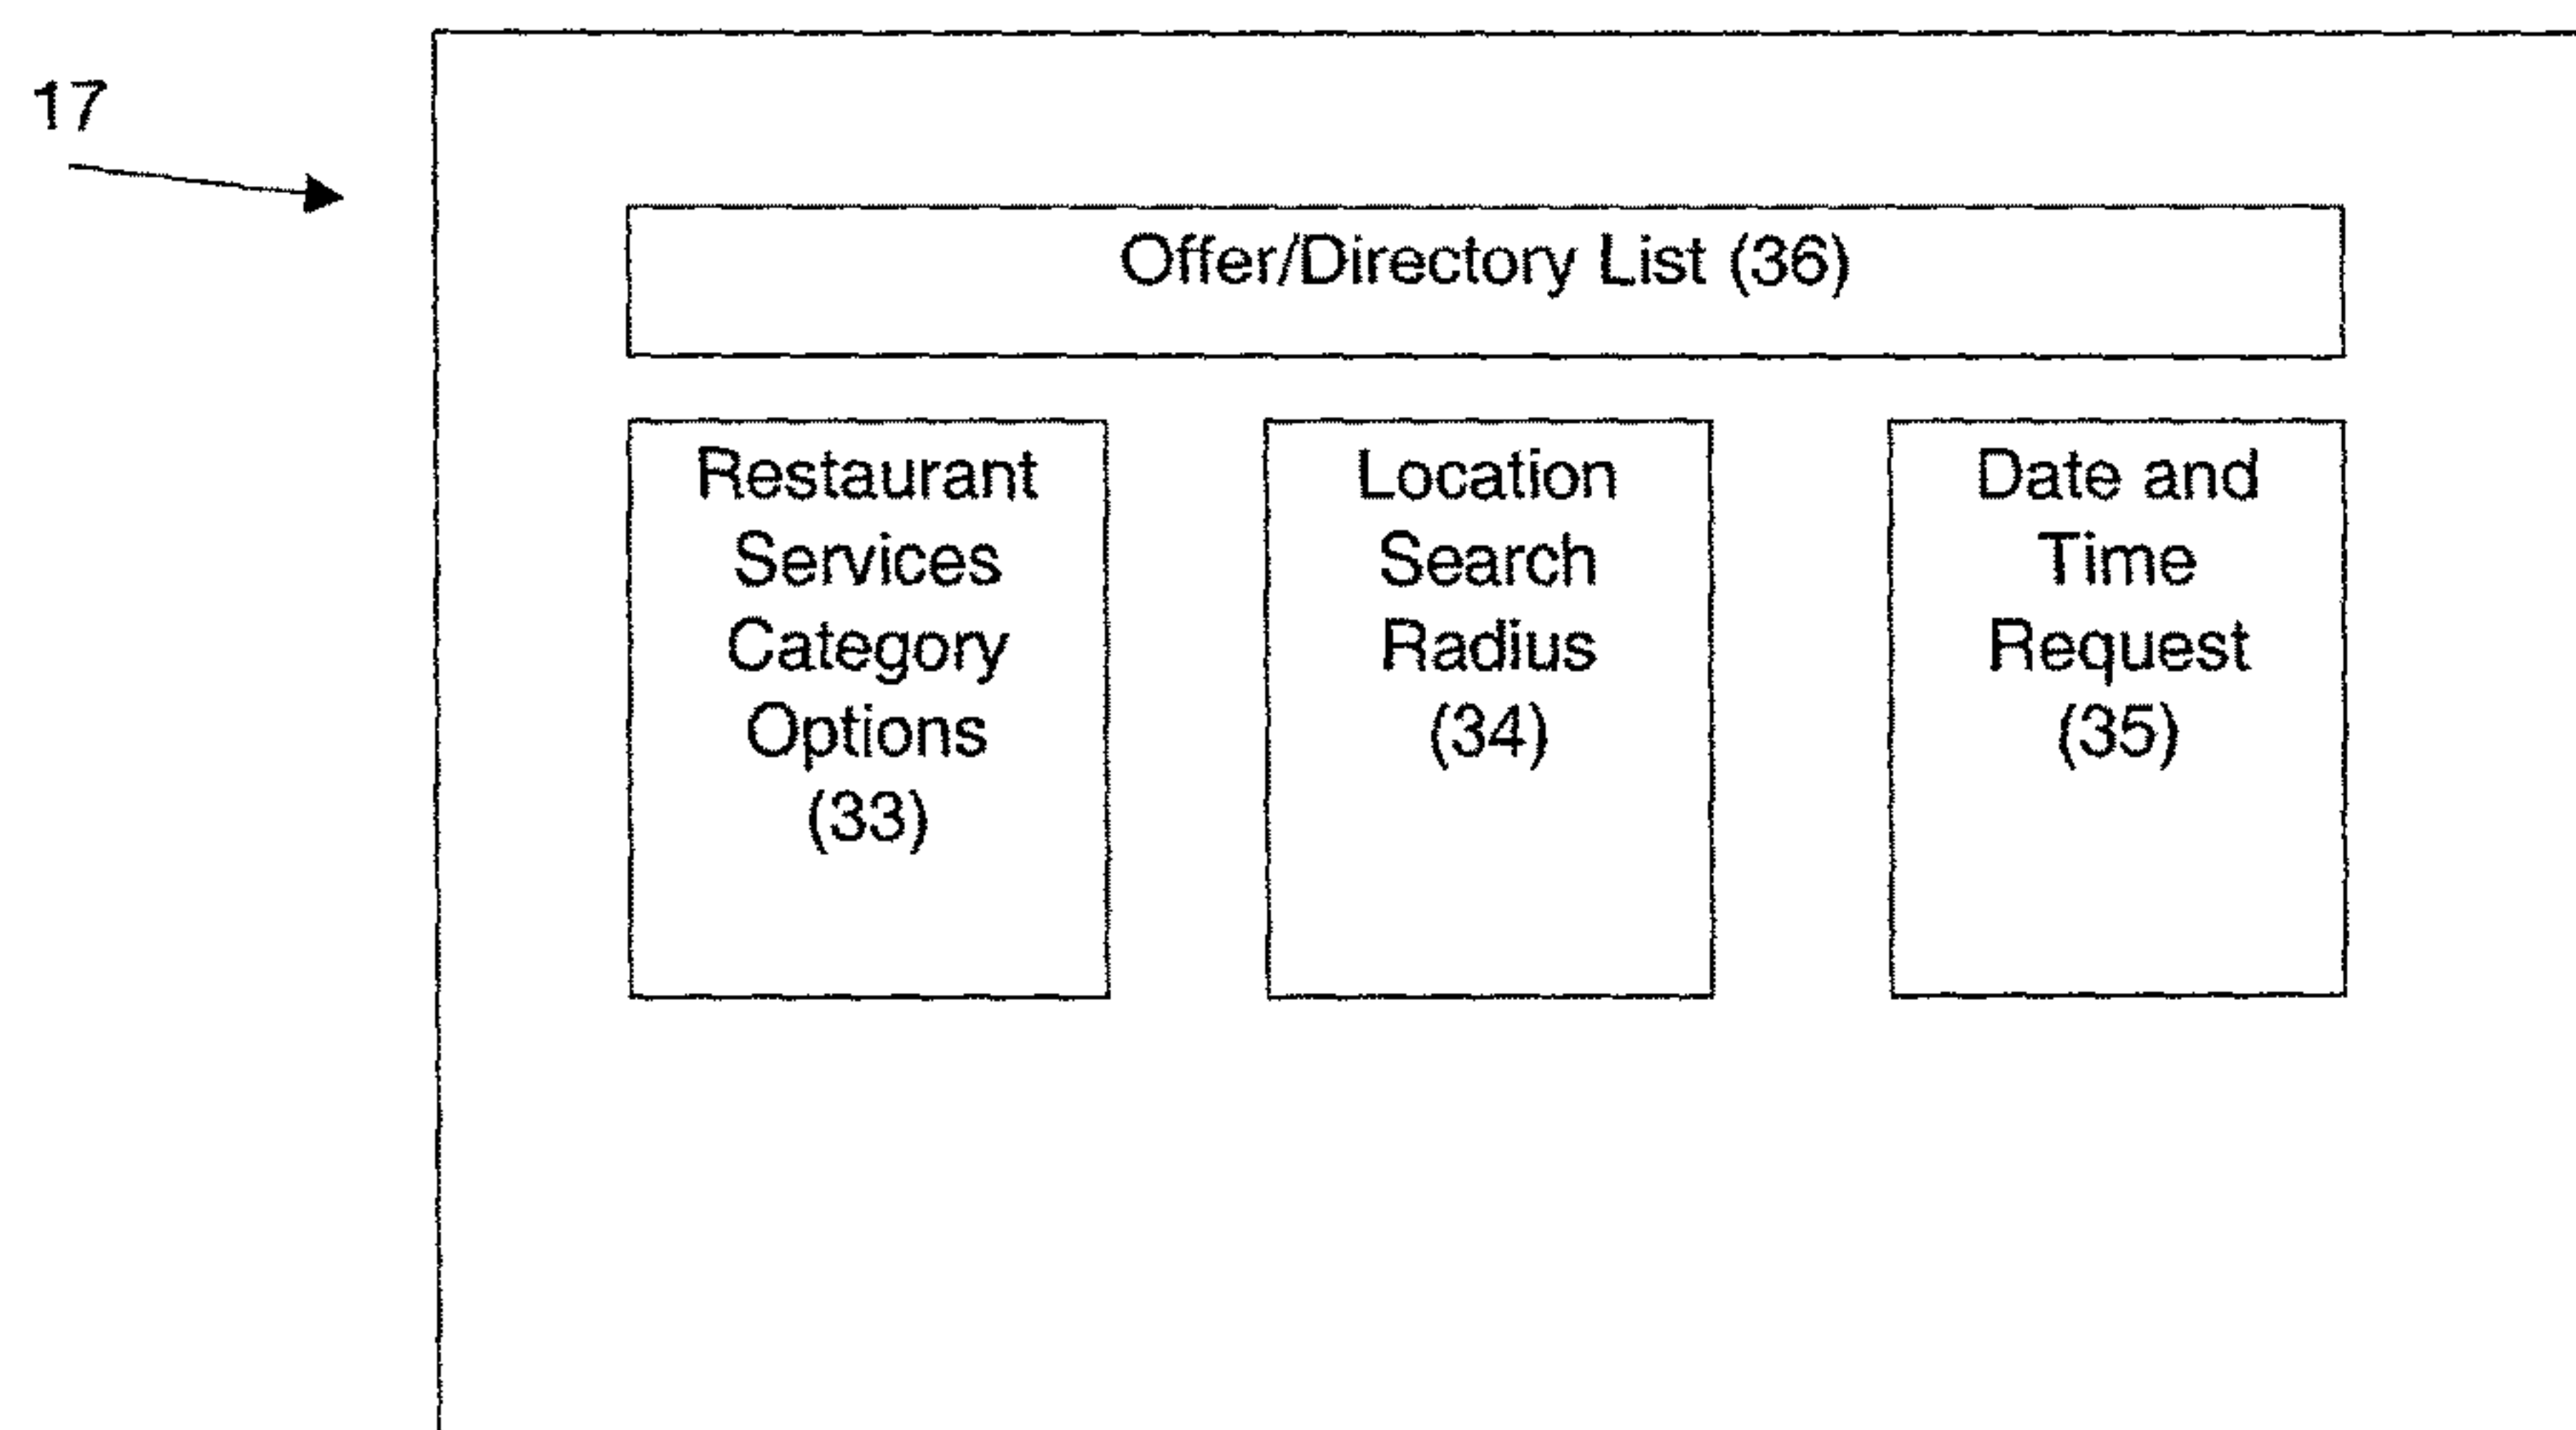 17
Offer/Directory List (36)
Restaurant
Services
Category
Options
(33)
Location
Search
Radius
(34)
Date and
Time
Request
(35)